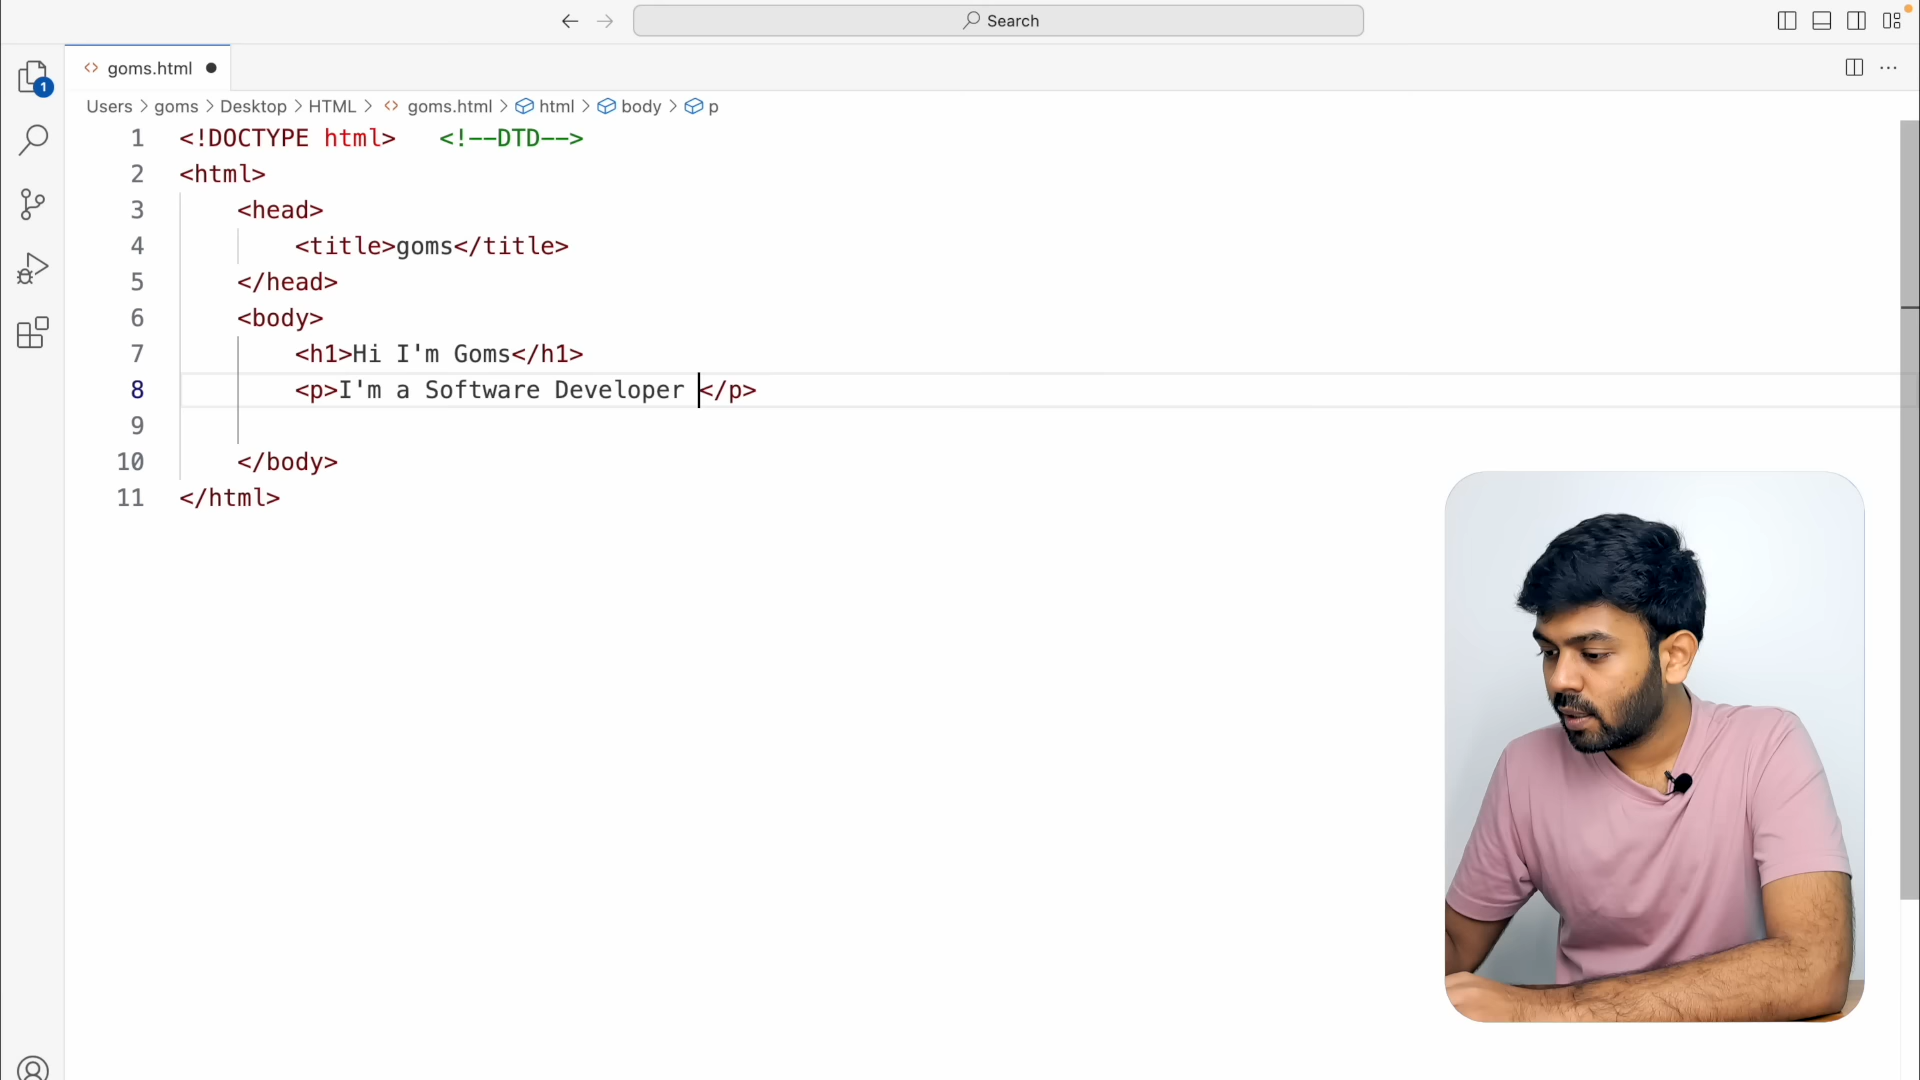 Search
goms.html
1
Users > goms > Desktop > HTML > <> goms.html > html > body > p
1 <!DOCTYPE html> <!--DTD-->
2 <html>
3 <head>
4 <title>goms</title>
5 </head>
6 <body>
7 <h1>Hi I'm Goms</h1>
8 <p>I'm a Software Developer </p>
9
10 </body>
11 </html>